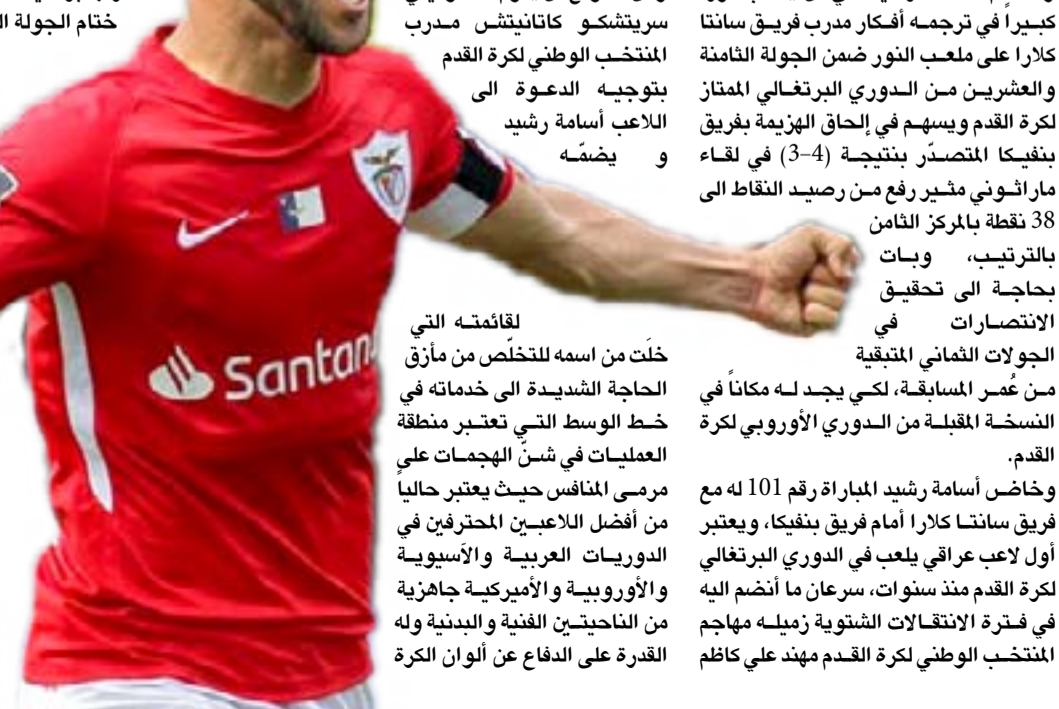 كبيراً في ترجمه أفكار مدرب فريق سانتا
كلارا على ملعب النور ضمن الجولة الثامنة
والعشرين من الدوري البرتغالي الممتاز
لكرة القدم ويسهم في إلحاق الهزيمة بفريق
بنفيكا المتصدّر بنتيجة (4–3) في لقاء
ماراثوني مثير رفع من رصيد النقاط الى
38 نقطة بالمركز الثامن
بالترتيب، وبات
بحاجة الى تحقيق
الانتصارات في
الجولات الثماني المتبقية
من عُمر المسابقة، لكي يجد له مكاناً في
النسخة المقبلة من الدوري الأوروبي لكرة
القدم.
وخاض أسامة رشيد المباراة رقم 101 له مع
فريق سانتا كلارا أمام فريق بنفيكا، ويعتبر
أول لاعب عراقي يلعب في الدوري البرتغالي
لكرة القدم منذ سنوات، سرعان ما أنضم اليه
في فترة الانتقالات الشتوية زميله مهاجم
المنتخب الوطني لكرة القدم مهند علي كاظم
سريتشكو كاتانيتش مدرب
المنتخب الوطني لكرة القدم
بتوجيه الدعوة الى
اللاعب أسامة رشيد
و يضمّه
لقائمته التي
خلَت من اسمه للتخلّص من مأزق
الحاجة الشديدة الى خدماته في
خط الوسط التي تعتبر منطقة
العمليات في شنّ الهجمات على
مرمى المنافس حيث يعتبر حالياً
من أفضل اللاعبين المحترفين في
الدوريات العربية والآسيوية
والأوروبية والأميركية جاهزية
من الناحيتين الفنية والبدنية وله
القدرة على الدفاع عن ألوان الكرة
ختام الجولة
Santan